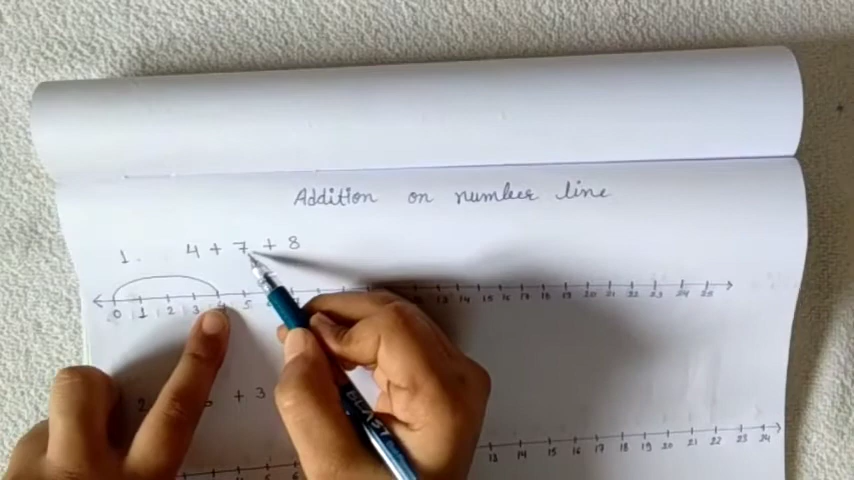 Addition on number line
1. 4 + 7 + 8
0 1 2 3 4 5 13 14 15 16 17 18 19 20 21 22 23 24 25
2 + 3
BLAST
13 14 15 16 17 18 19 20 21 22 23 24